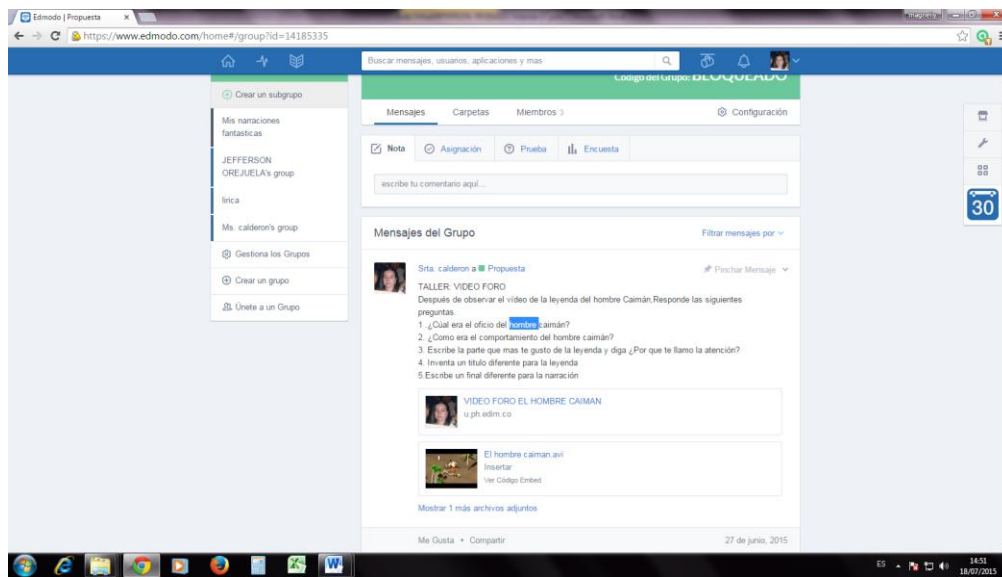 Edmodo | Propuesta
https://www.edmodo.com/home#/group?id=14185335
Buscar mensajes, usuarios, aplicaciones y mas
Crear un subgrupo
Mis narraciones
fantasticas
JEFFERSON
OREJUELA's group
lirica
Ms. calderon's group
Gestiona los Grupos
Crear un grupo
Únete a un Grupo
Código del Grupo: BLOQUEADO
Mensajes Carpetas Miembros 3 Configuración
Nota Asignación Prueba Encuesta
escribe tu comentario aquí...
Mensajes del Grupo Filtrar mensajes por
Srta. calderon a Propuesta Pinchar Mensaje
TALLER: VIDEO FORO
Después de observar el vídeo de la leyenda del hombre Caimán,Responde las siguientes
preguntas.
1 .¿Cúal era el oficio del hombre caimán?
2. ¿Como era el comportamiento del hombre caimán?
3. Escribe la parte que mas te gusto de la leyenda y diga ¿Por que te llamo la atención?
4. Inventa un titulo diferente para la leyenda
5.Escribe un final diferente para la narración
VIDEO FORO EL HOMBRE CAIMAN
u.ph.edim.co
El hombre caiman.avi
Insertar
Ver Código Embed
Mostrar 1 más archivos adjuntos
Me Gusta • Compartir 27 de junio, 2015
30
ES 14:51
18/07/2015